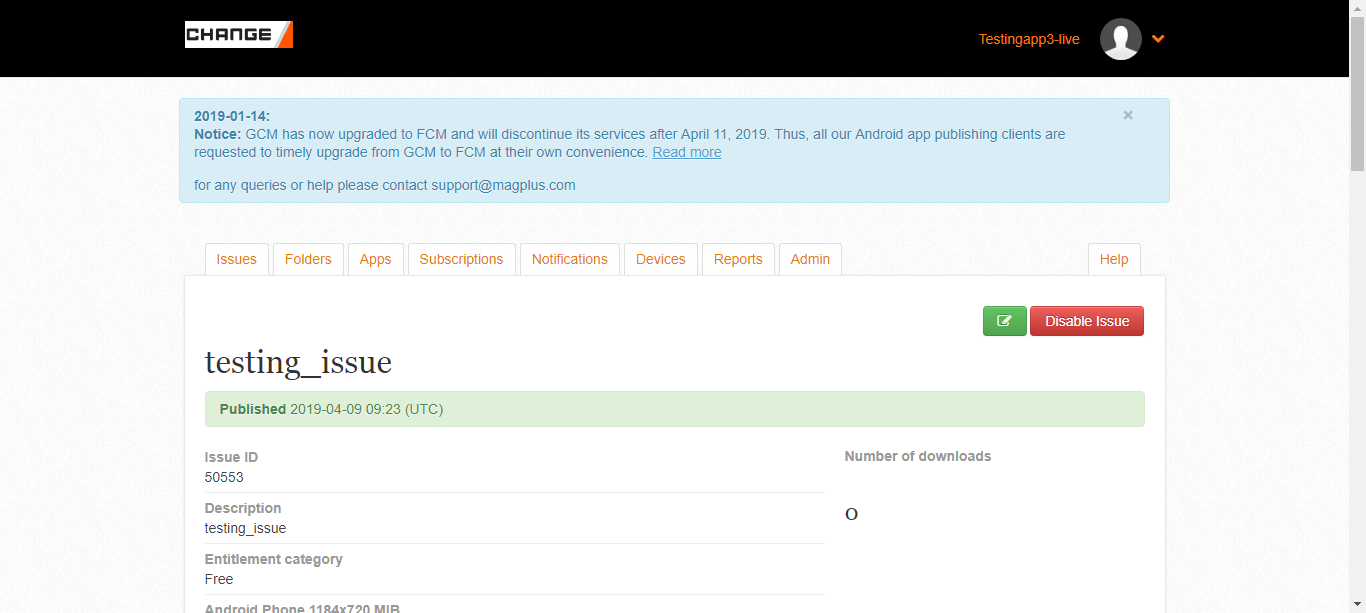 CHANGE
Testingapp3-live
2019-01-14:
Notice: GCM has now upgraded to FCM and will discontinue its services after April 11, 2019. Thus, all our Android app publishing clients are
requested to timely upgrade from GCM to FCM at their own convenience. Read more
for any queries or help please contact support@magplus.com
×
Issues Folders Apps Subscriptions Notifications Devices Reports Admin Help
Disable Issue
testing_issue
Published 2019-04-09 09:23 (UTC)
Issue ID
50553
Number of downloads
0
Description
testing_issue
Entitlement category
Free
Android Phone 1184x720 MIB